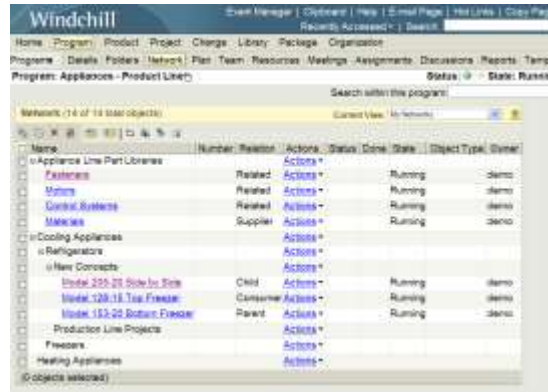 Windchill
Event Manager | Clipboard | Help | E-mail Page | Hot Links | Copy Page
Recently Accessed | Search
Home Program Product Project Change Library Package Organization
Programs Details Folders Network Plan Team Resources Meetings Assignments Discussions Reports Temp
Program: Appliances - Product Line Status: State: Runnin
Search within this program:
Network (14 of 14 total objects) Current View: My Networks
Name Number Relation Actions Status Done State Object Type Owner
Appliance Line Part Libraries Actions
Fasteners Related Actions Running demo
Motors Related Actions Running demo
Control Systems Related Actions Running demo
Materials Supplier Actions Running demo
Cooling Appliances Actions
Refrigerators Actions
New Concepts Actions
Model 205-20 Side by Side Child Actions Running demo
Model 128-18 Top Freezer Consumer Actions Running demo
Model 153-20 Bottom Freezer Parent Actions Running demo
Production Line Projects Actions
Freezers Actions
Heating Appliances Actions
(0 objects selected)